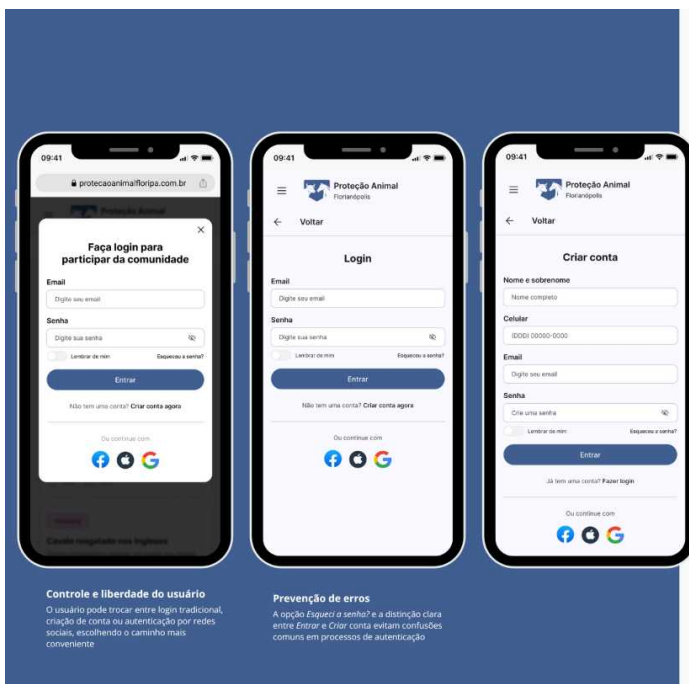 09:41
protecaoanimalfloripa.com.br
Proteção Animal
Faça login para
participar da comunidade
Email
Digite seu email
Senha
Digite sua senha
Lembrar de mim Esqueceu a senha?
Entrar
Não tem uma conta? Criar conta agora
Ou continue com
Cavalo resgatado nos Ingleses
09:41
Proteção Animal
Florianópolis
Voltar
Login
Email
Digite seu email
Senha
Digite sua senha
Lembrar de mim Esqueceu a senha?
Entrar
Não tem uma conta? Criar conta agora
Ou continue com
09:41
Proteção Animal
Florianópolis
Voltar
Criar conta
Nome e sobrenome
Nome completo
Celular
(DDD) 00000-0000
Email
Digite seu email
Senha
Crie uma senha
Lembrar de mim Esqueceu a senha?
Entrar
Já tem uma conta? Fazer login
Ou continue com
Controle e liberdade do usuário
O usuário pode trocar entre login tradicional,
criação de conta ou autenticação por redes
sociais, escolhendo o caminho mais
conveniente
Prevenção de erros
A opção Esqueci a senha? e a distinção clara
entre Entrar e Criar conta evitam confusões
comuns em processos de autenticação